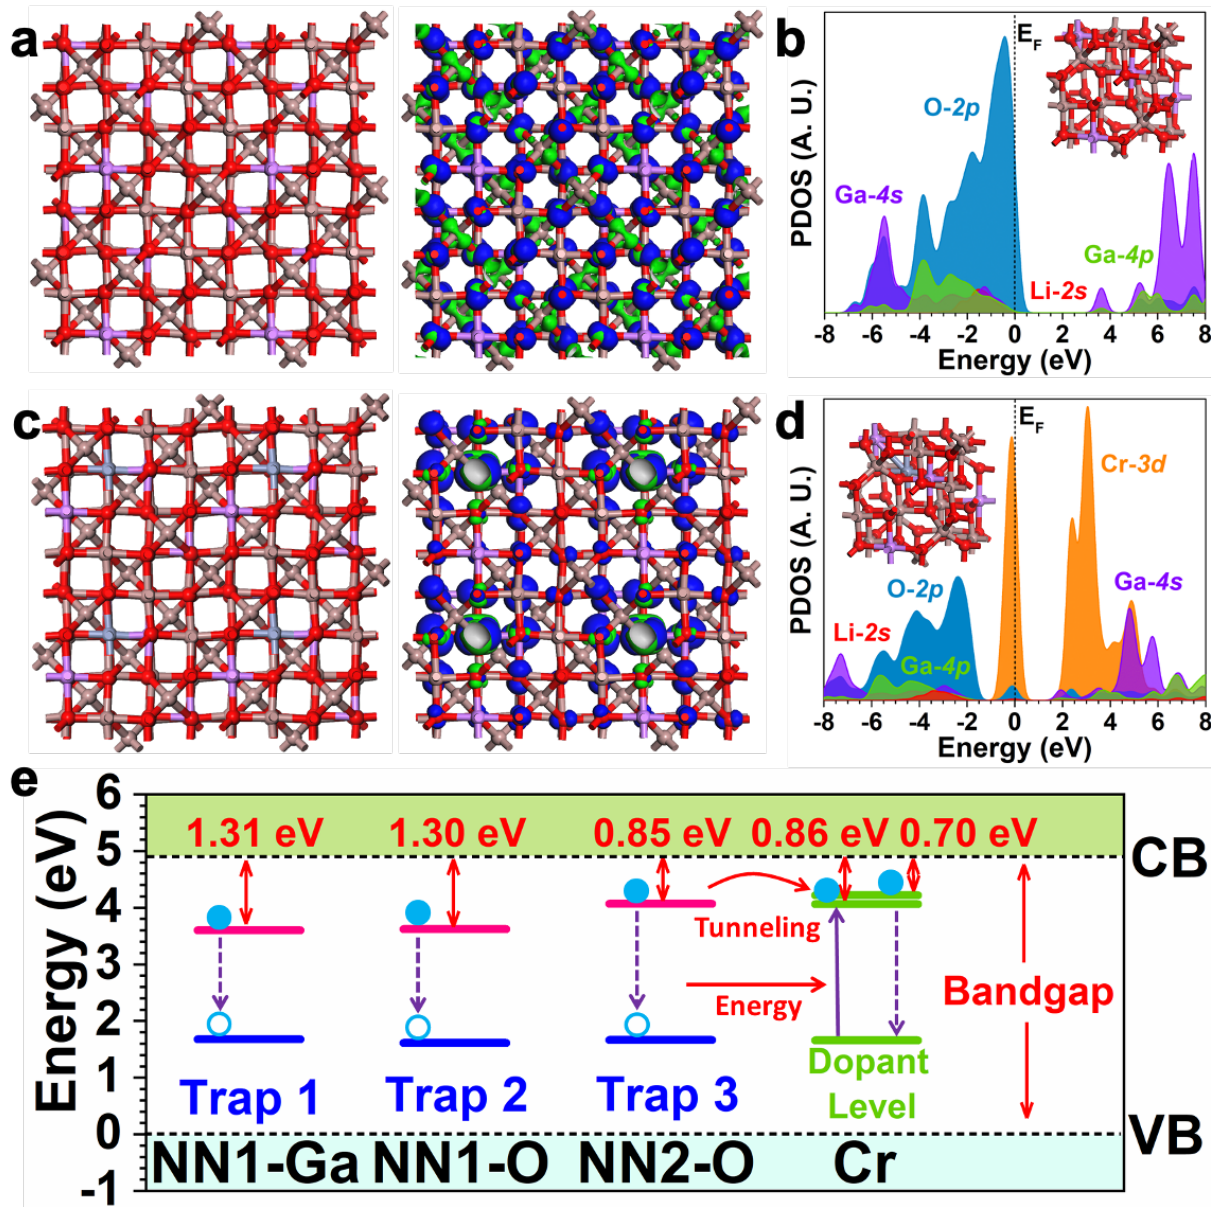 a
b
PDOS (A. U.)
E_F
O-2p
Ga-4s
Ga-4p
Li-2s
-8 -6 -4 -2 0 2 4 6 8
Energy (eV)
c
d
PDOS (A. U.)
E_F
Cr-3d
Ga-4s
O-2p
Li-2s
Ga-4p
-8 -6 -4 -2 0 2 4 6 8
Energy (eV)
e
Energy (eV)
6
5
4
3
2
1
0
-1
1.31 eV 1.30 eV 0.85 eV 0.86 eV 0.70 eV
CB
Tunneling
Energy
Bandgap
Trap 1 Trap 2 Trap 3
Dopant
Level
VB
NN1-Ga NN1-O NN2-O Cr